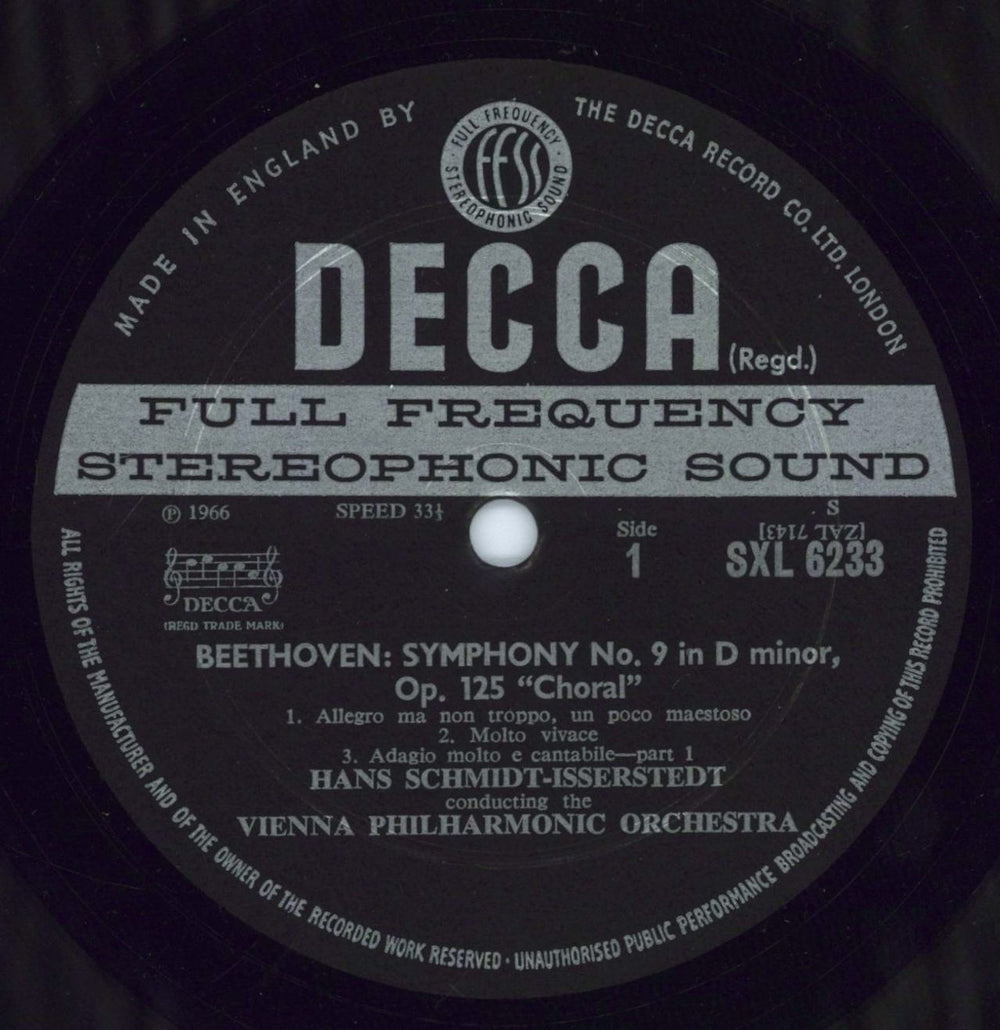 MADE IN ENGLAND BY
THE DECCA RECORD CO. LTD. LONDON
FULL FREQUENCY
FFSS
STEREOPHONIC SOUND
DECCA (Regd.)
FULL FREQUENCY
STEREOPHONIC SOUND
℗ 1966
SPEED 33⅓
S
[ZAL 7143]
Side
1
SXL 6233
DECCA
(REGD TRADE MARK)
BEETHOVEN: SYMPHONY No. 9 in D minor,
Op. 125 “Choral”
1. Allegro ma non troppo, un poco maestoso
2. Molto vivace
3. Adagio molto e cantabile—part 1
HANS SCHMIDT-ISSERSTEDT
conducting the
VIENNA PHILHARMONIC ORCHESTRA
ALL RIGHTS OF THE MANUFACTURER AND OF THE OWNER OF THE RECORDED WORK RESERVED · UNAUTHORISED PUBLIC PERFORMANCE BROADCASTING AND COPYING OF THIS RECORD PROHIBITED